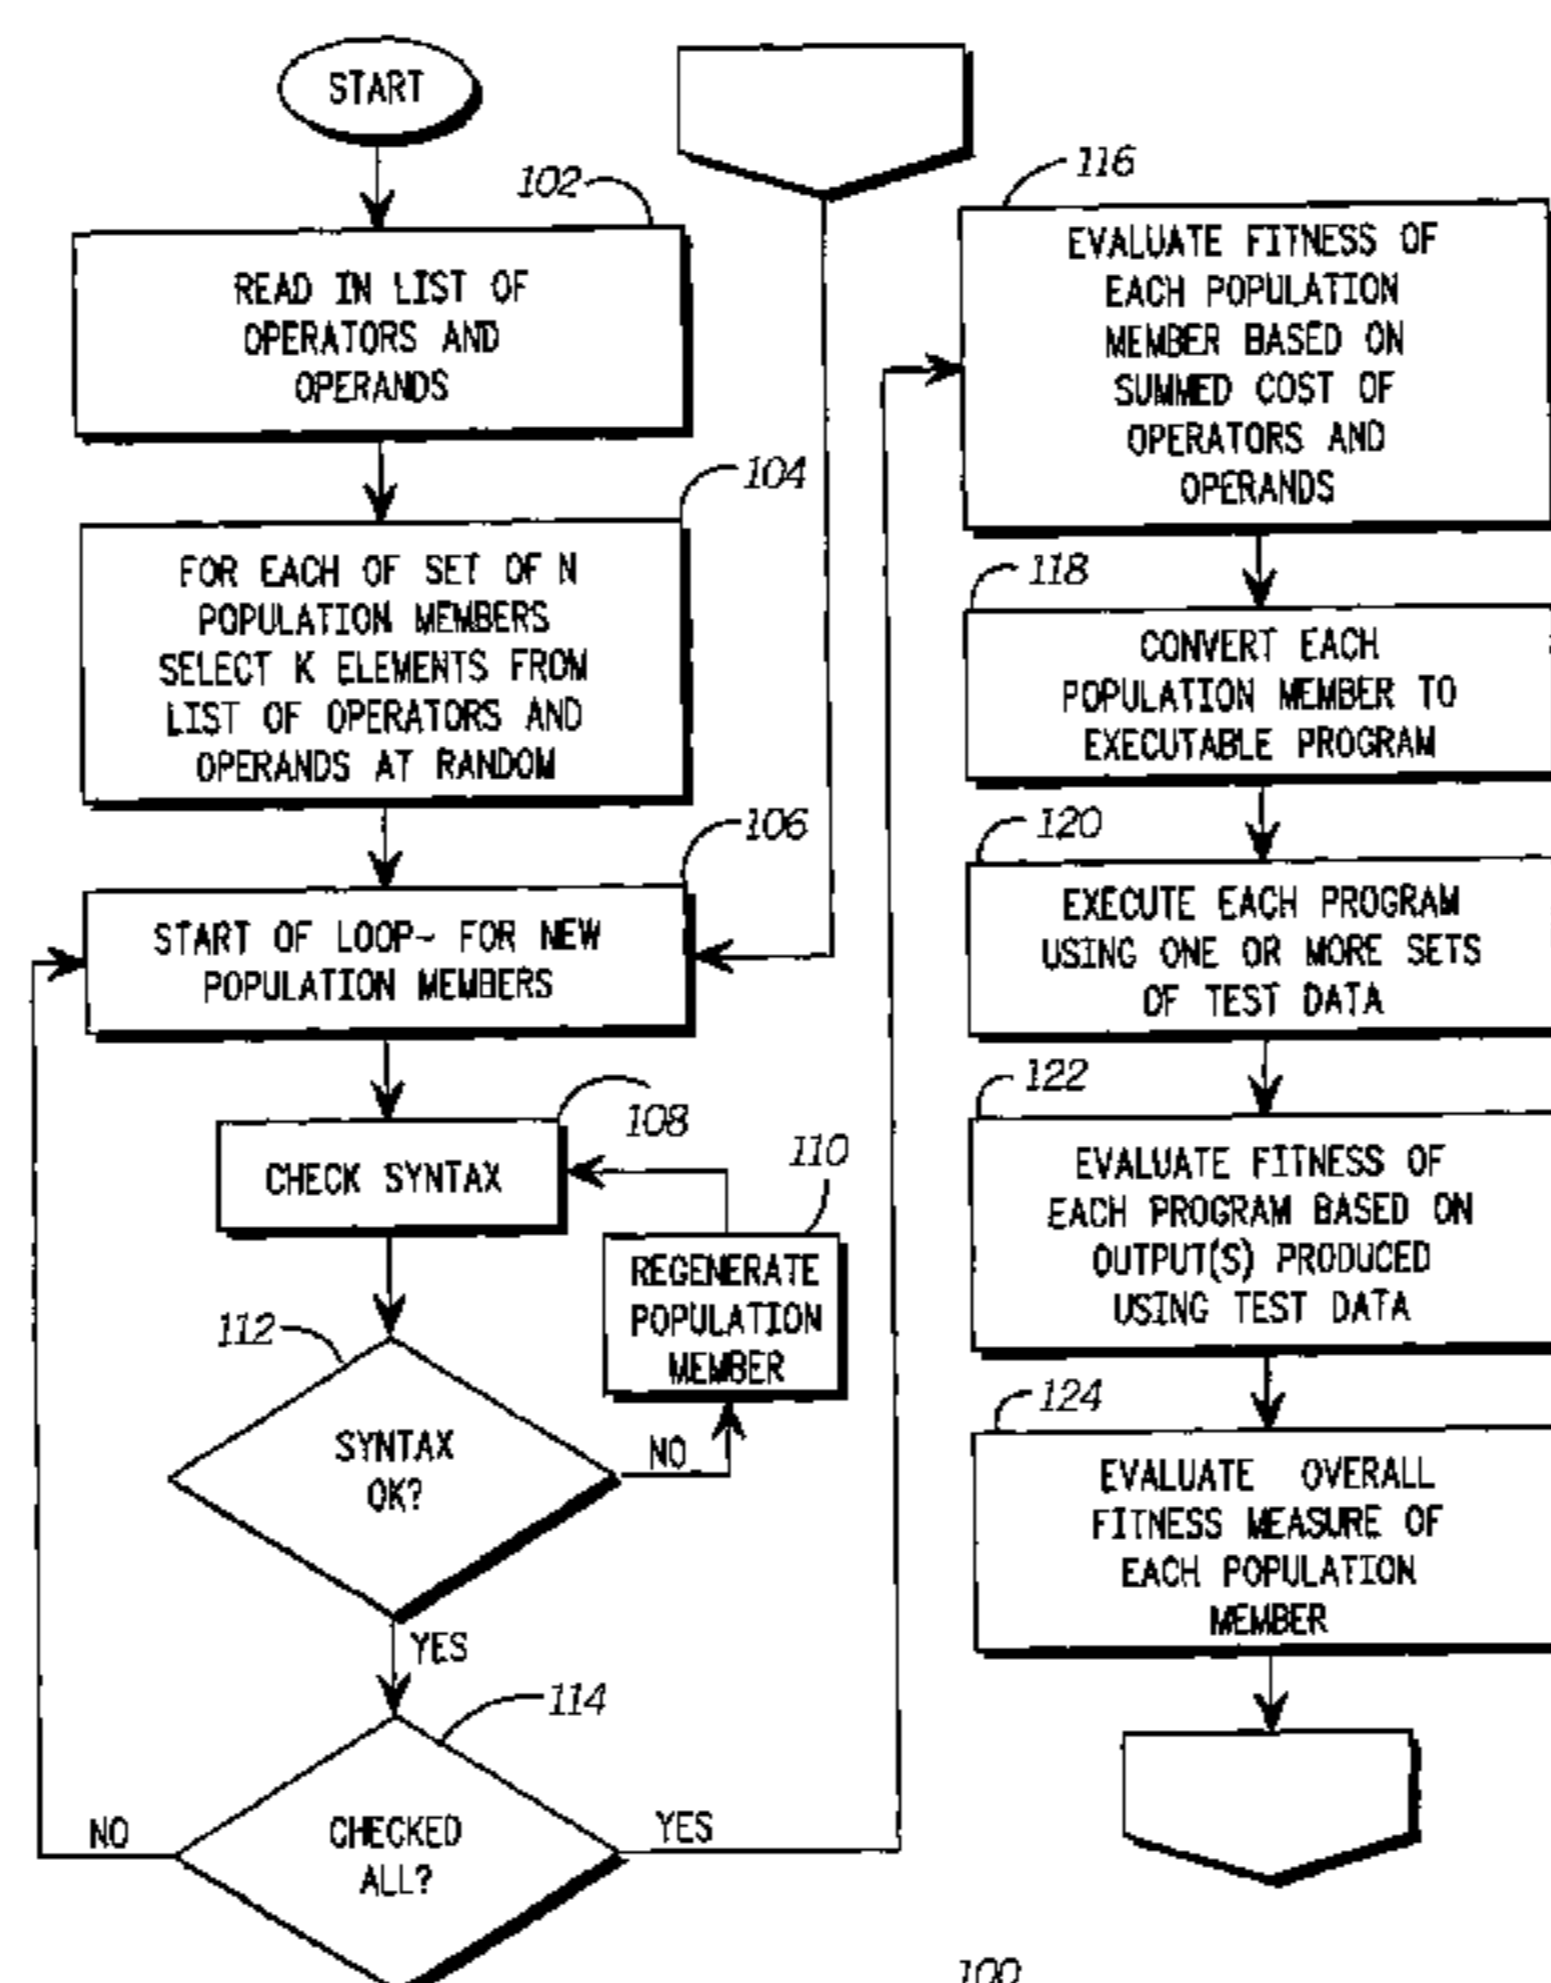 START
102
READ IN LIST OF
OPERATORS AND
OPERANDS
104
FOR EACH OF SET OF N
POPULATION MEMBERS
SELECT K ELEMENTS FROM
LIST OF OPERATORS AND
OPERANDS AT RANDOM
106
START OF LOOP- FOR NEW
POPULATION MEMBERS
108
CHECK SYNTAX
110
REGENERATE
POPULATION
MEMBER
112
SYNTAX
OK?
NO
YES
114
CHECKED
ALL?
NO
YES
116
EVALUATE FITNESS OF
EACH POPULATION
MEMBER BASED ON
SUMMED COST OF
OPERATORS AND
OPERANDS
118
CONVERT EACH
POPULATION MEMBER TO
EXECUTABLE PROGRAM
120
EXECUTE EACH PROGRAM
USING ONE OR MORE SETS
OF TEST DATA
122
EVALUATE FITNESS OF
EACH PROGRAM BASED ON
OUTPUT(S) PRODUCED
USING TEST DATA
124
EVALUATE OVERALL
FITNESS MEASURE OF
EACH POPULATION
MEMBER
100